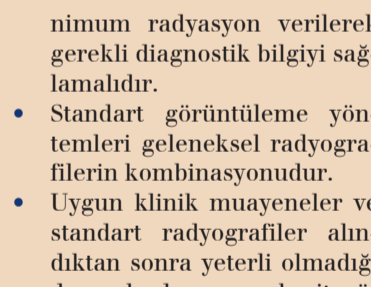 nimum radyasyon verilerek
gerekli diagnostik bilgiyi sağ-
lamalıdır.
• Standart görüntüleme yön-
temleri geleneksel radyogra-
filerin kombinasyonudur.
• Uygun klinik muayeneler ve
standart radyografiler alın-
dıktan sonra yeterli olmadığ